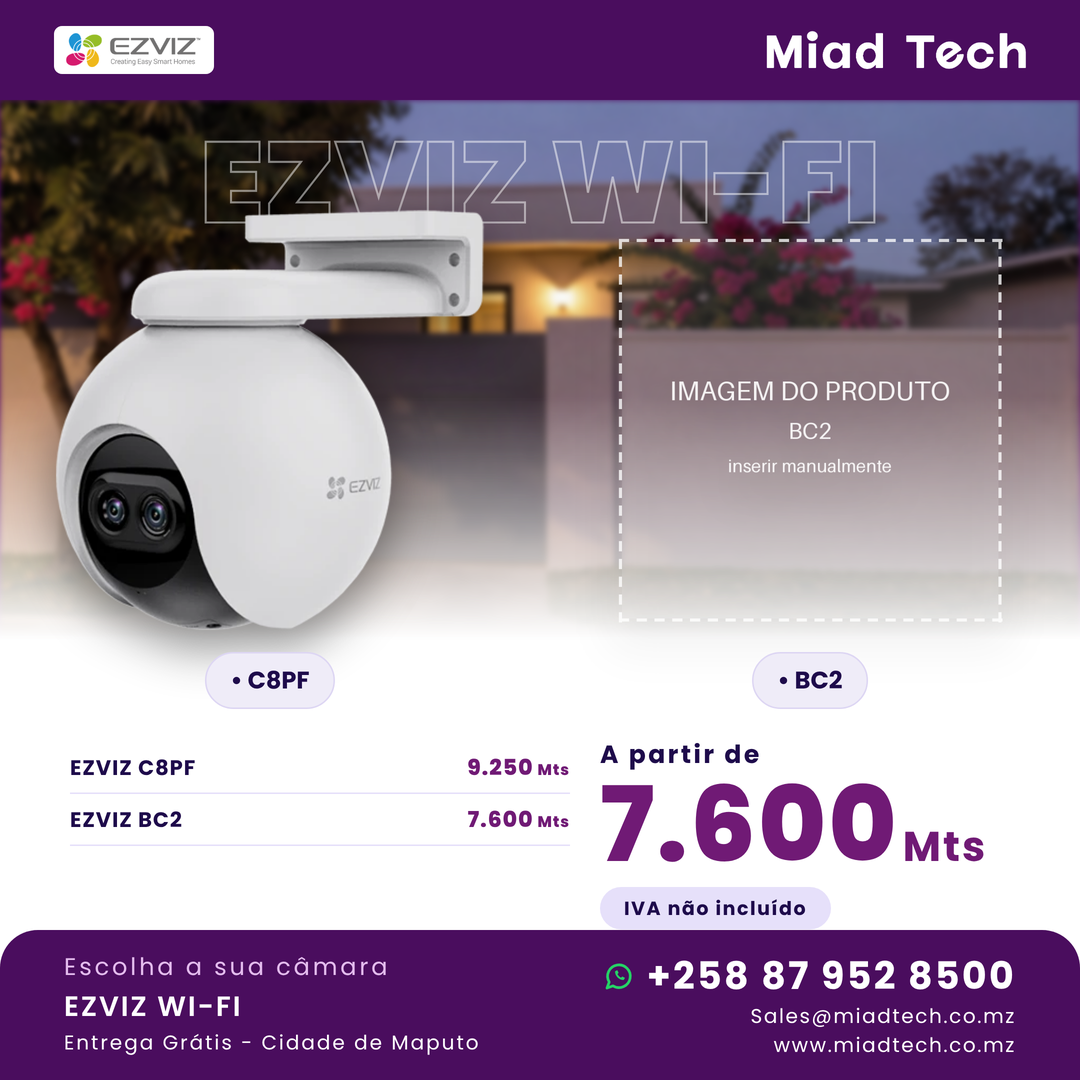 EZVIZ
Creating Easy Smart Homes
Miad Tech
EZVIZ WI-FI
IMAGEM DO PRODUTO
BC2
inserir manualmente
EZVIZ
• C8PF
• BC2
EZVIZ C8PF 9.250 Mts
EZVIZ BC2 7.600 Mts
A partir de
7.600 Mts
IVA não incluído
Escolha a sua câmara
EZVIZ WI-FI
Entrega Grátis - Cidade de Maputo
+258 87 952 8500
Sales@miadtech.co.mz
www.miadtech.co.mz